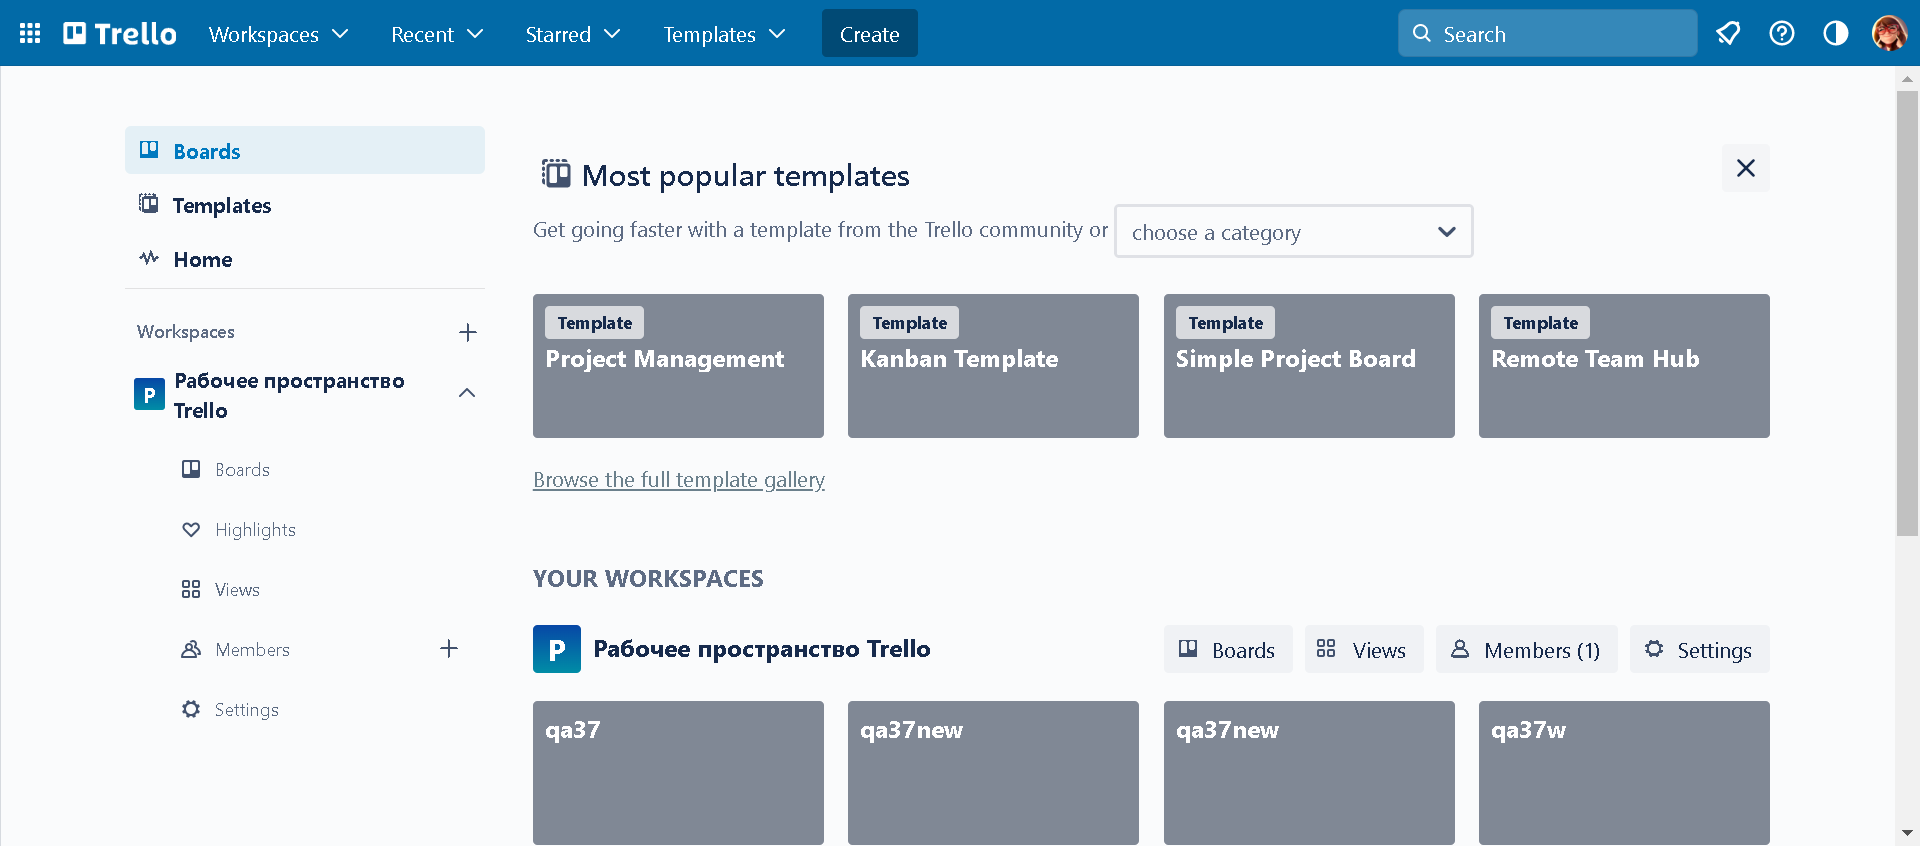 Trello
Workspaces
Recent
Starred
Templates
Create
Search
Boards
Templates
Home
Workspaces
P
Рабочее пространство
Trello
Boards
Highlights
Views
Members
Settings
Most popular templates
Get going faster with a template from the Trello community or
choose a category
Template
Project Management
Template
Kanban Template
Template
Simple Project Board
Template
Remote Team Hub
Browse the full template gallery
YOUR WORKSPACES
P
Рабочее пространство Trello
Boards
Views
Members (1)
Settings
qa37
qa37new
qa37new
qa37w